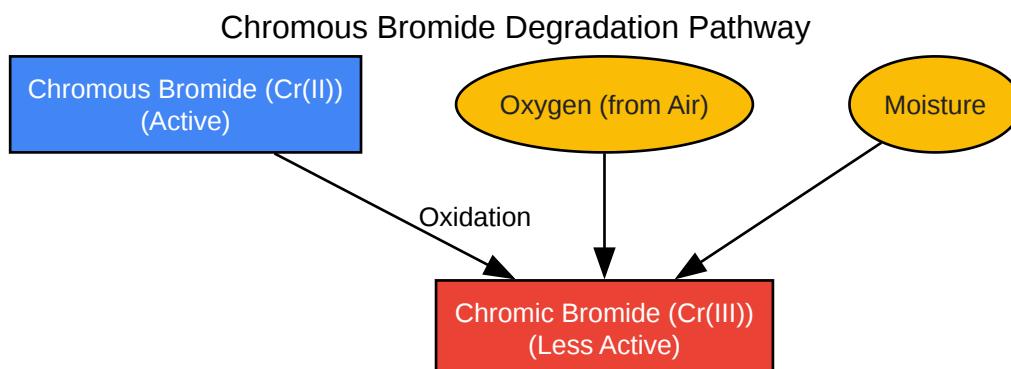 Chromous Bromide Degradation Pathway
Chromous Bromide (Cr(II))
(Active)
Oxygen (from Air)
Moisture
Oxidation
Chromic Bromide (Cr(III))
(Less Active)